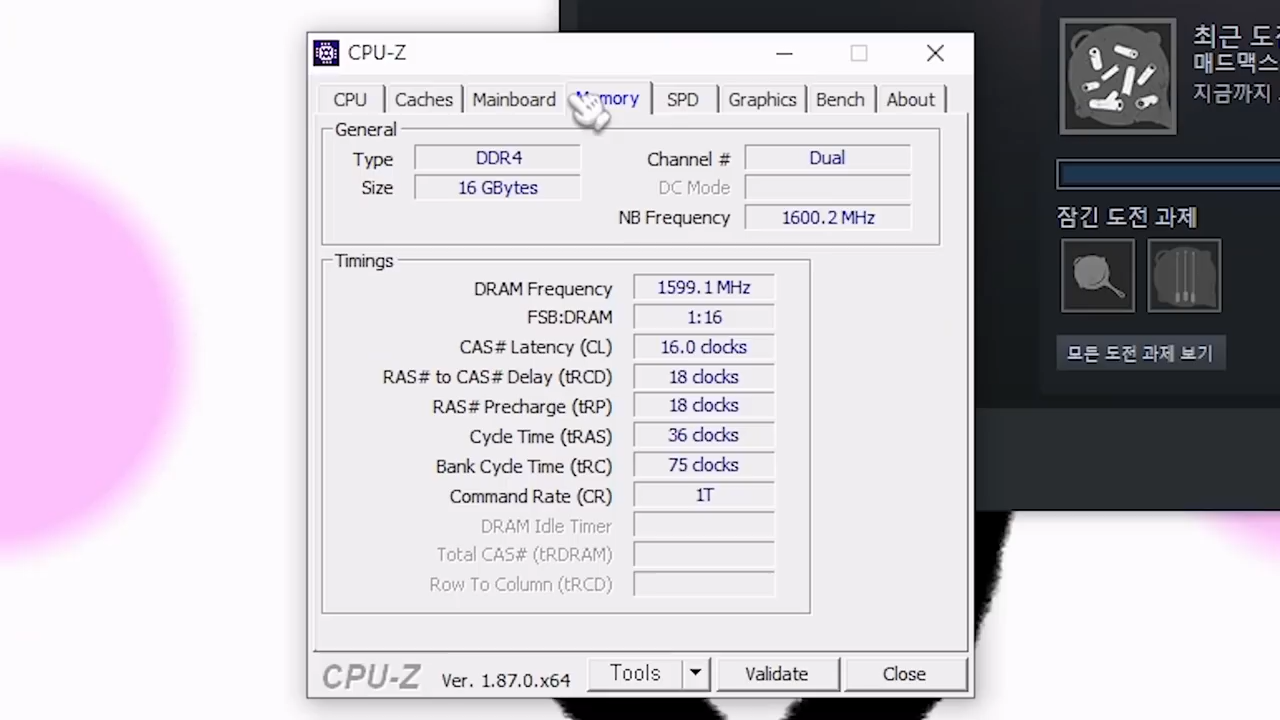 CPU-Z
CPU Caches Mainboard Memory SPD Graphics Bench About
General
Type DDR4 Channel # Dual
Size 16 GBytes DC Mode
NB Frequency 1600.2 MHz
Timings
DRAM Frequency 1599.1 MHz
FSB:DRAM 1:16
CAS# Latency (CL) 16.0 clocks
RAS# to CAS# Delay (tRCD) 18 clocks
RAS# Precharge (tRP) 18 clocks
Cycle Time (tRAS) 36 clocks
Bank Cycle Time (tRC) 75 clocks
Command Rate (CR) 1T
DRAM Idle Timer
Total CAS# (tRDRAM)
Row To Column (tRCD)
CPU-Z Ver. 1.87.0.x64 Tools Validate Close
최근
매드맥스
지금까지
잠긴 도전 과제
모든 도전 과제 보기